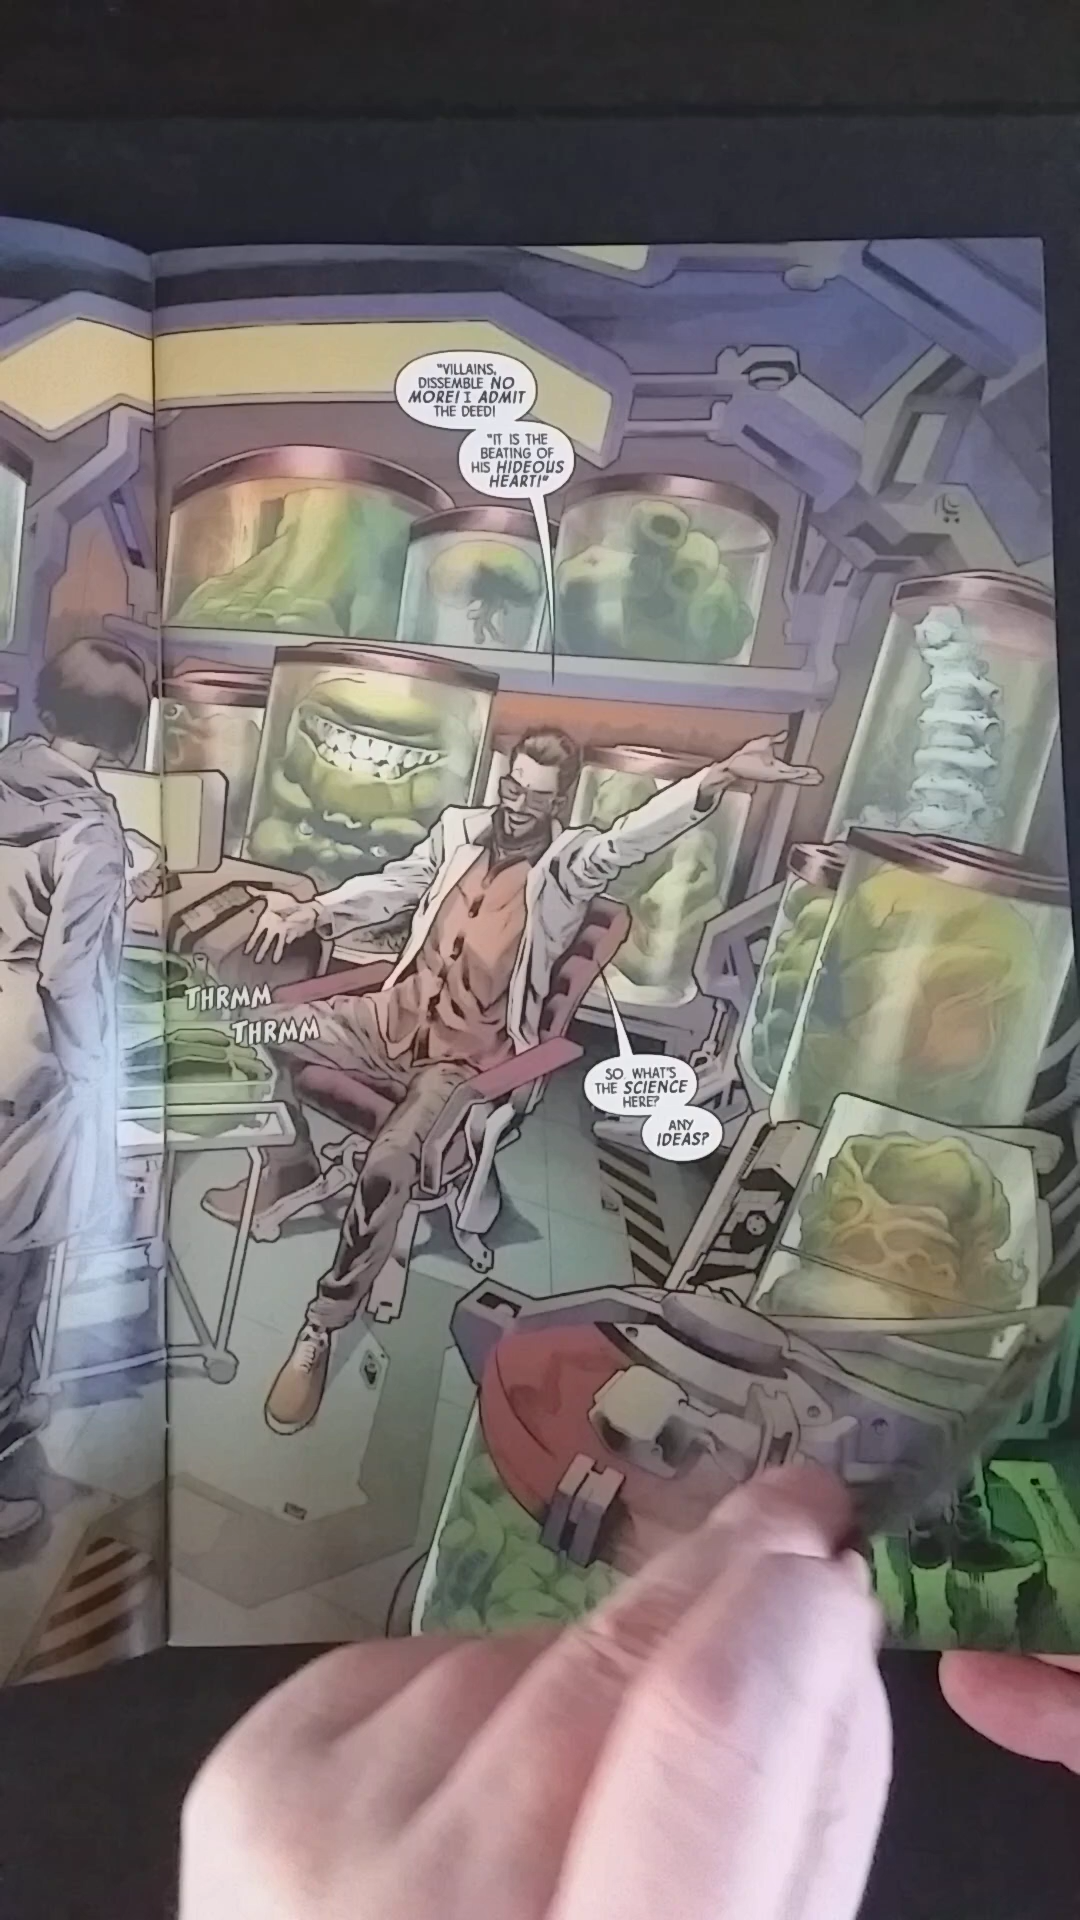 "VILLAINS,
DISSEMBLE NO
MORE! I ADMIT
THE DEED!
"IT IS THE
BEATING OF
HIS HIDEOUS
HEART!"
THRMM
THRMM
SO. WHAT'S
THE SCIENCE
HERE?
ANY
IDEAS?